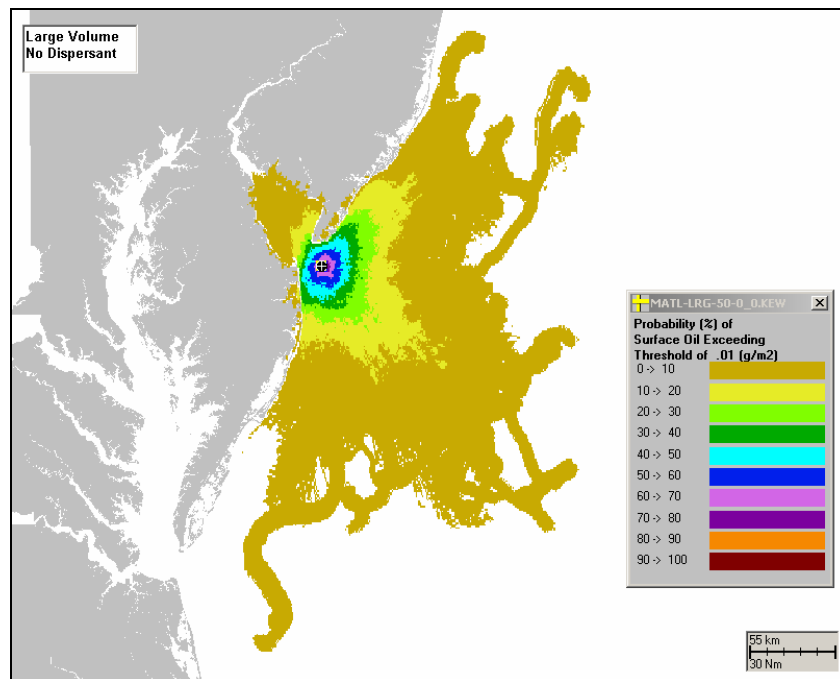 Large Volume
No Dispersant
MATL-LRG-50-0_0.KEW
Probability (%) of
Surface Oil Exceeding
Threshold of .01 (g/m2)
0 -> 10
10 -> 20
20 -> 30
30 -> 40
40 -> 50
50 -> 60
60 -> 70
70 -> 80
80 -> 90
90 -> 100
55 km
30 Nm